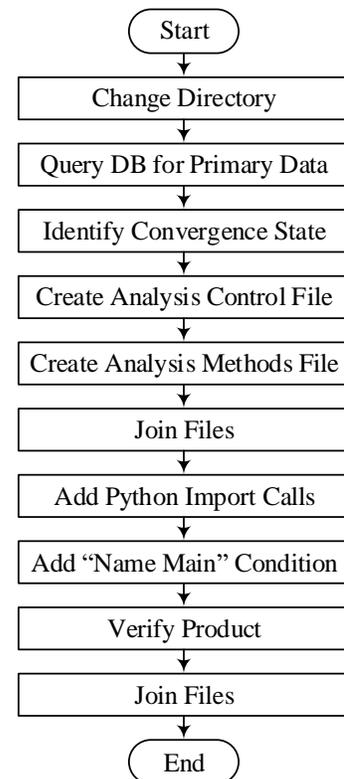 Start
Change Directory
Query DB for Primary Data
Identify Convergence State
Create Analysis Control File
Create Analysis Methods File
Join Files
Add Python Import Calls
Add “Name Main” Condition
Verify Product
Join Files
End